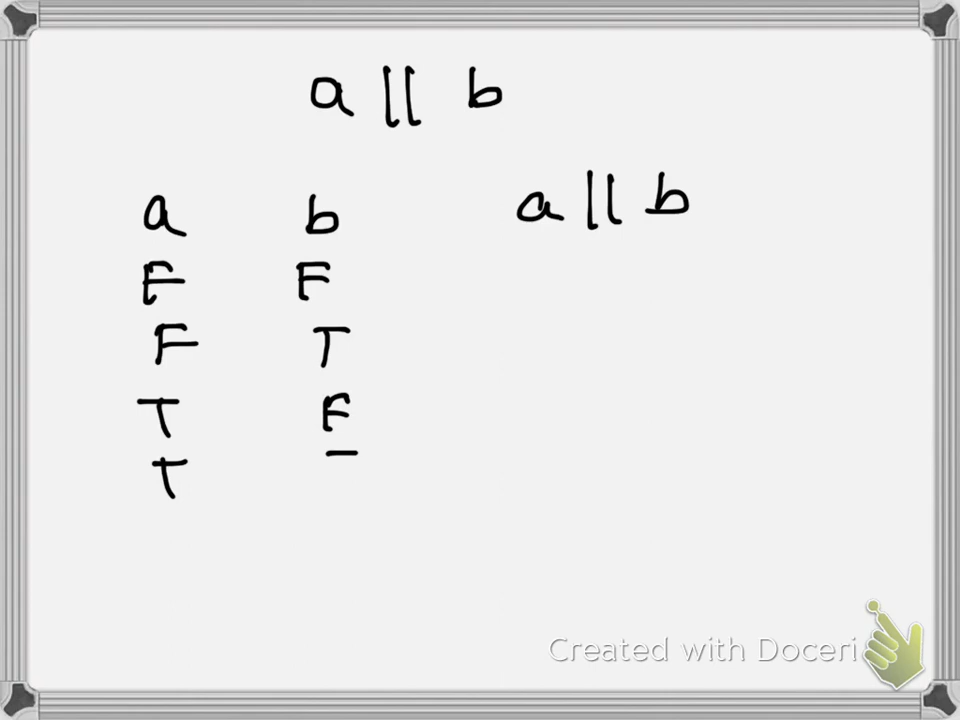 a || b
a b a || b
F F
F T
T F
T —
Created with Doceri